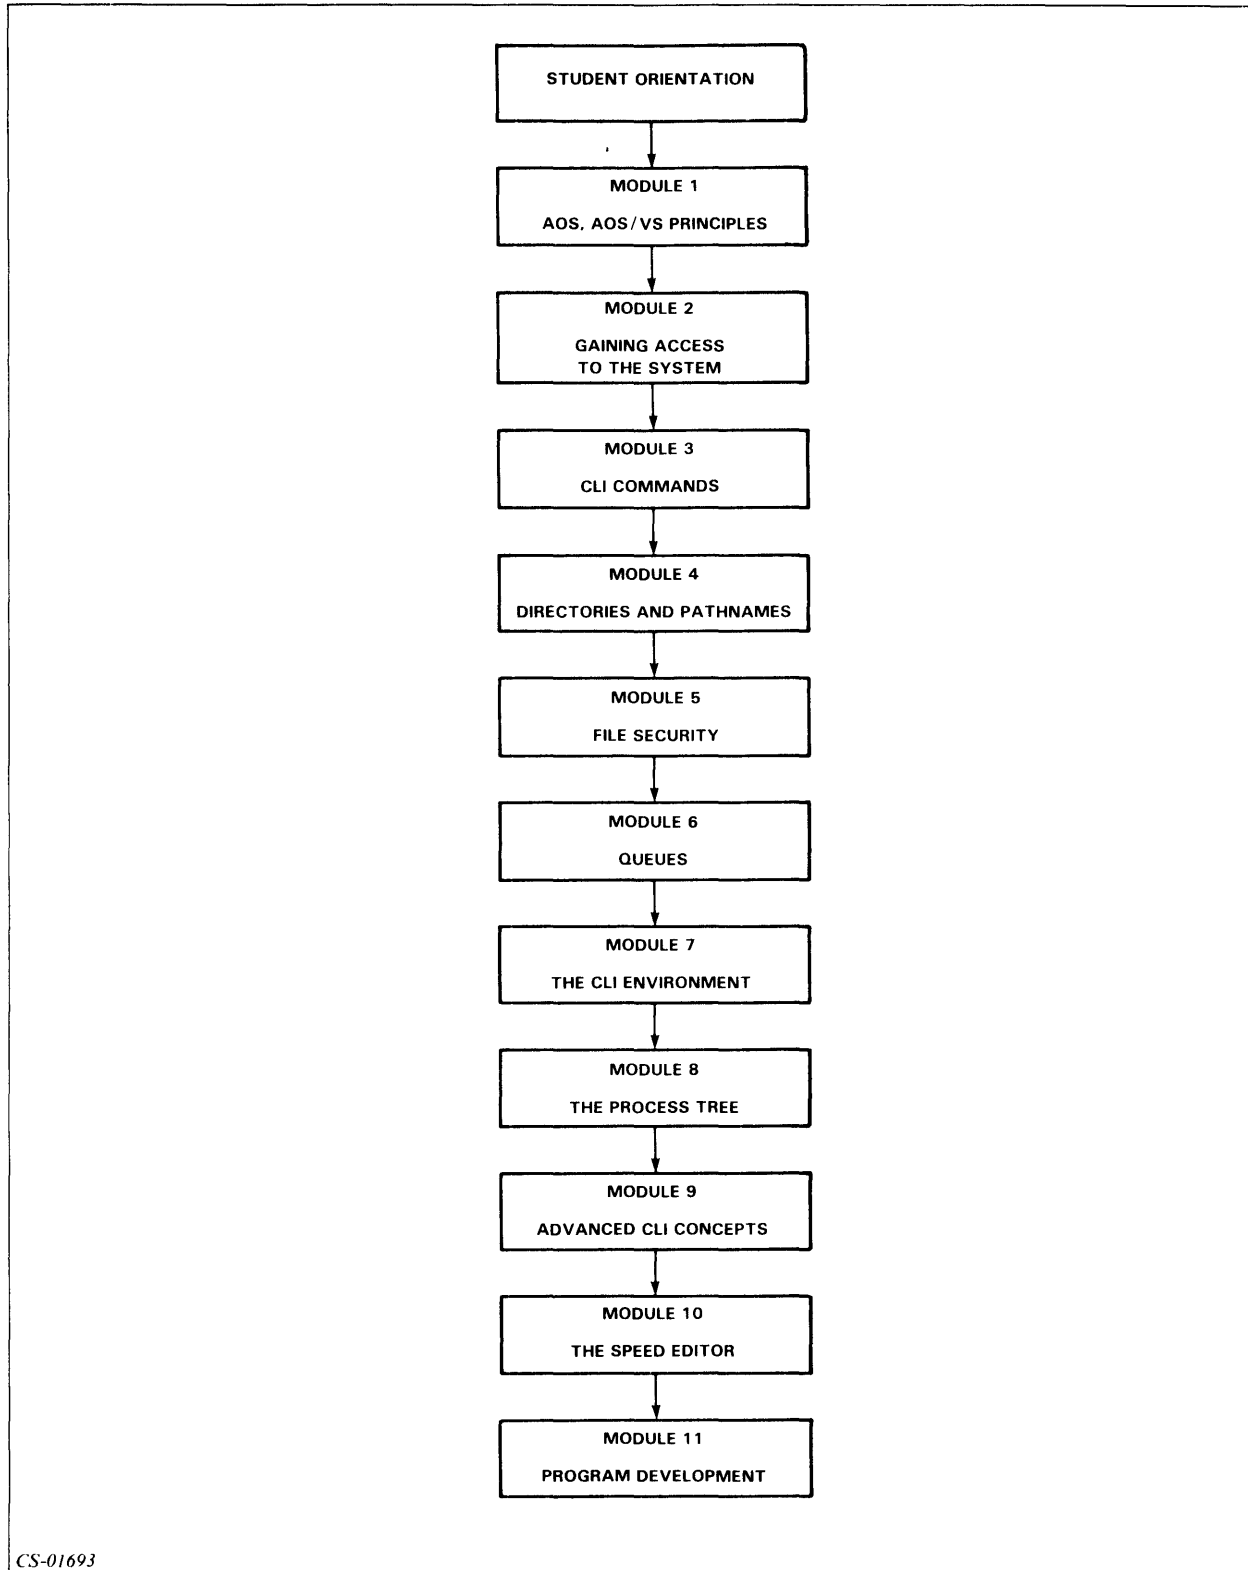 STUDENT ORIENTATION
MODULE 1
AOS, AOS/VS PRINCIPLES
MODULE 2
GAINING ACCESS
TO THE SYSTEM
MODULE 3
CLI COMMANDS
MODULE 4
DIRECTORIES AND PATHNAMES
MODULE 5
FILE SECURITY
MODULE 6
QUEUES
MODULE 7
THE CLI ENVIRONMENT
MODULE 8
THE PROCESS TREE
MODULE 9
ADVANCED CLI CONCEPTS
MODULE 10
THE SPEED EDITOR
MODULE 11
PROGRAM DEVELOPMENT
CS-01693